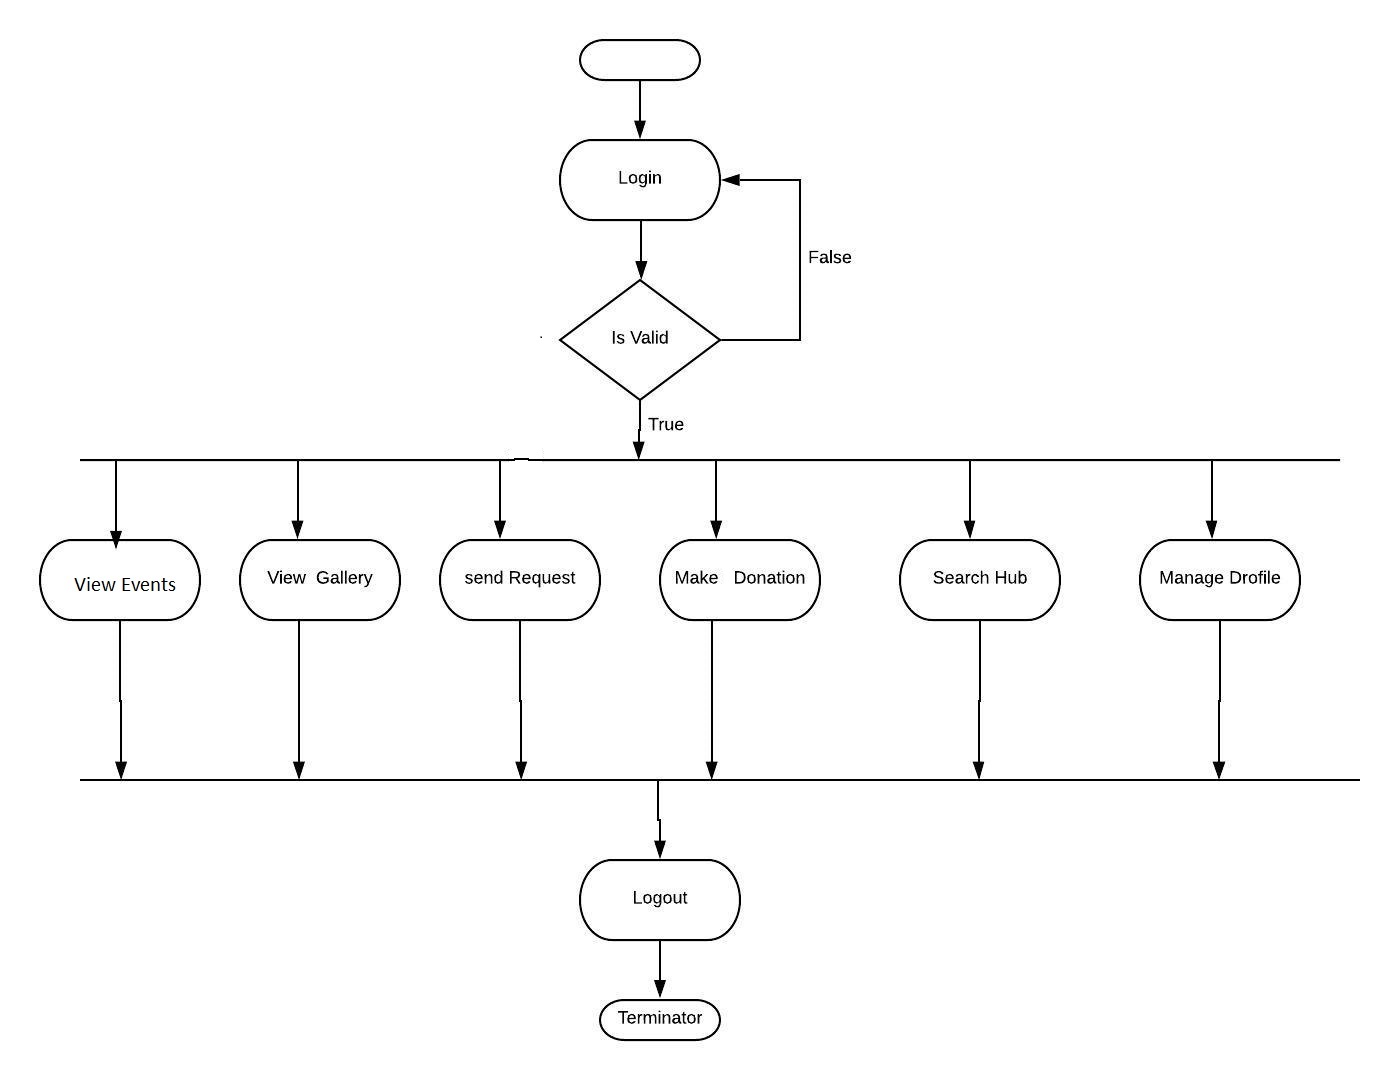 Login
False
Is Valid
True
View Events
View Gallery
send Request
Make Donation
Search Hub
Manage Drofile
Logout
Terminator